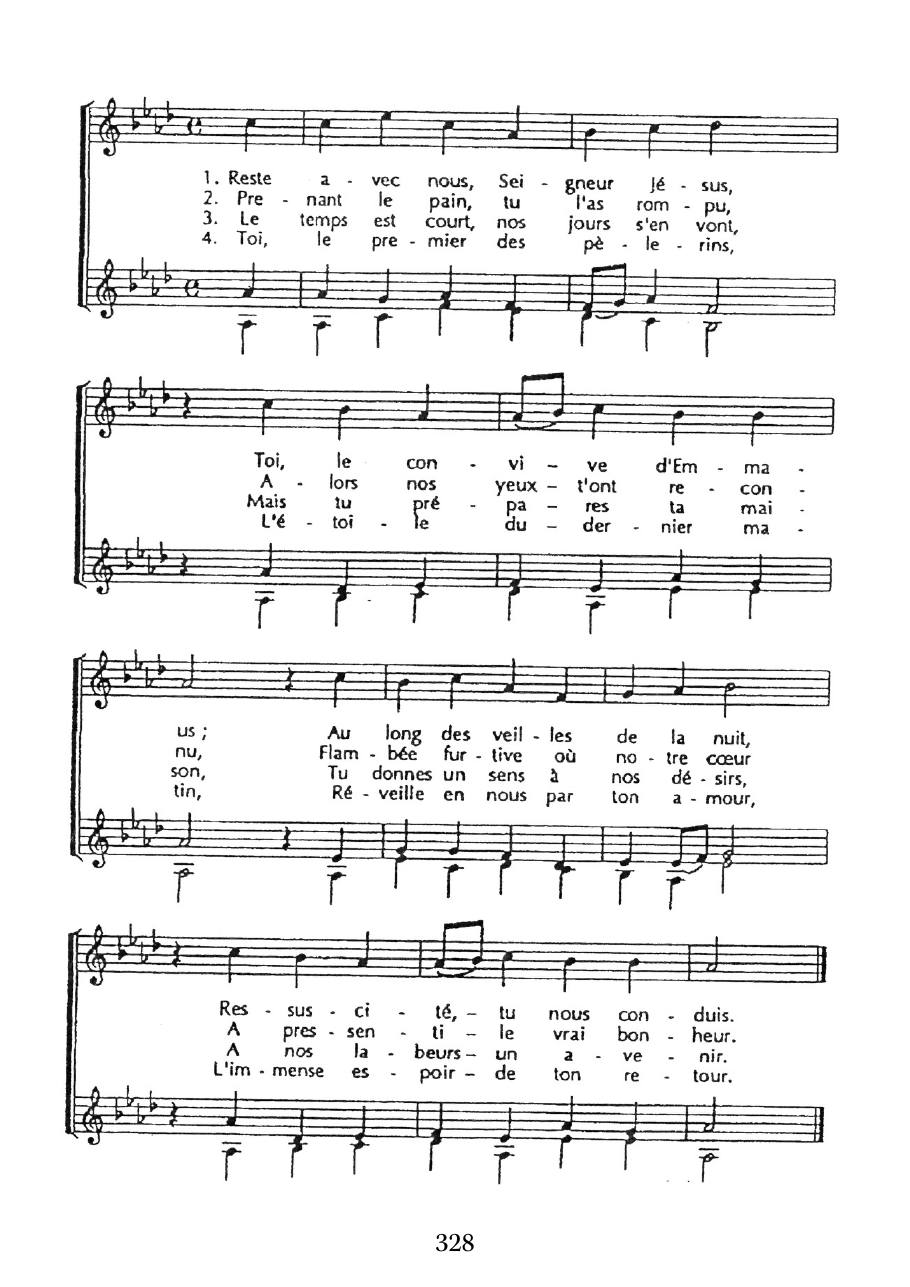 1. Reste a - vec nous, Sei - gneur Jé - sus,
2. Pre - nant le pain, tu l'as rom - pu,
3. Le temps est court, nos jours s'en vont,
4. Toi, le pre - mier des pè - le - rins,
Toi, le con - vi – ve d'Em - ma -
A - lors nos yeux – t'ont re - con -
Mais tu pré - pa – res ta mai -
L'é - toi - le du – der - nier ma -
us ; Au long des veil - les de la nuit,
nu, Flam - bée fur - tive où no - tre cœur
son, Tu donnes un sens à nos dé - sirs,
tin, Ré - veille en nous par ton a - mour,
Res - sus - ci - té, – tu nous con - duis.
A pres - sen - ti – le vrai bon - heur.
A nos la - beurs – un a - ve - nir.
L'im - mense es - poir – de ton re - tour.
328